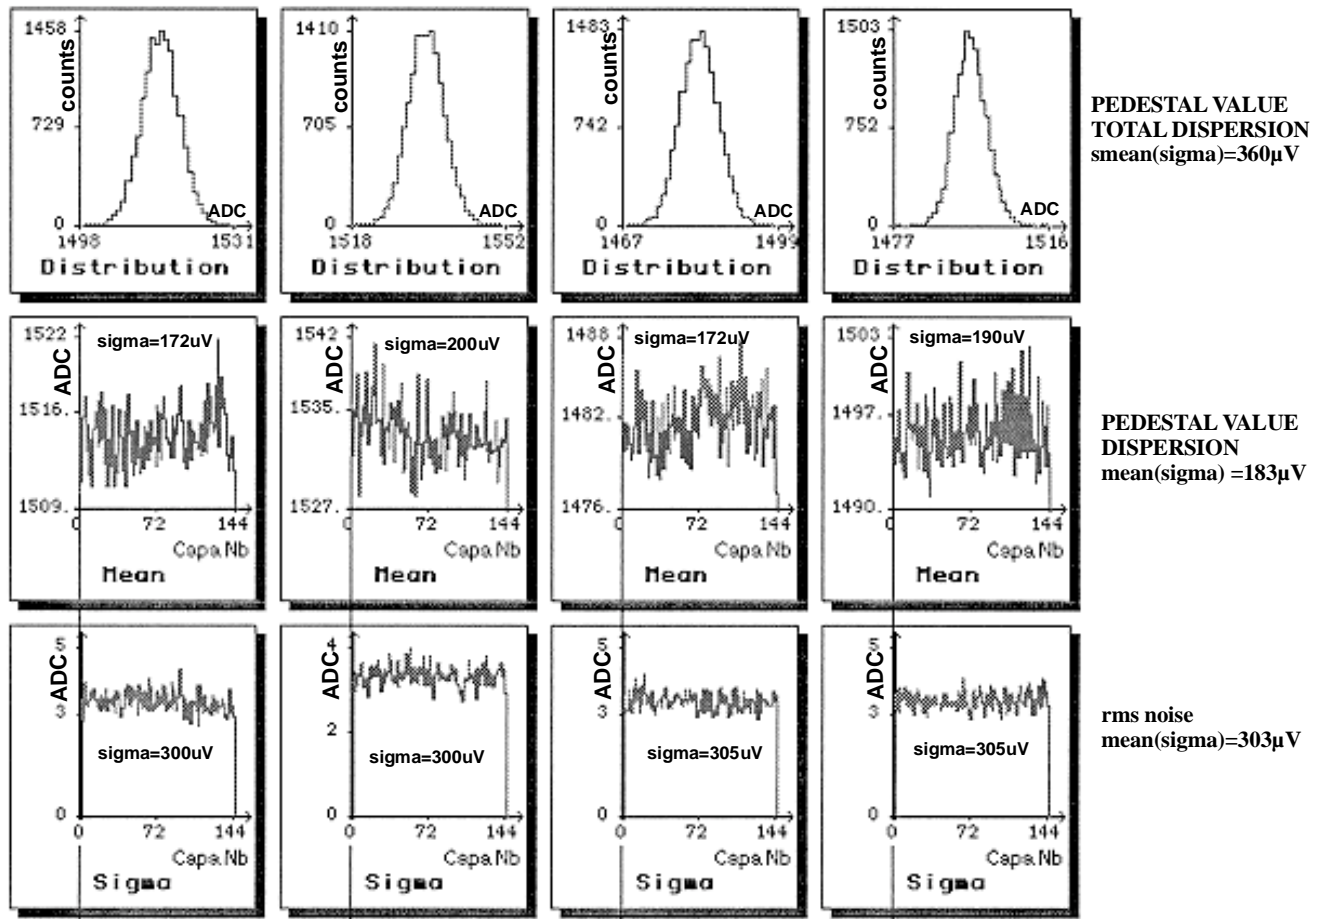 1458
counts
729
0
ADC
1498 1531
Distribution
1410
counts
705
0
ADC
1518 1552
Distribution
1483
counts
742
0
ADC
1467 1499
Distribution
1503
counts
752
0
ADC
1477 1516
Distribution
PEDESTAL VALUE
TOTAL DISPERSION
smean(sigma)=360µV
1522
sigma=172uV
ADC
1516.
1509.
0 72 144
Capa Nb
Mean
1542
sigma=200uV
ADC
1535.
1527.
0 72 144
Capa Nb
Mean
1488
sigma=172uV
ADC
1482.
1476.
0 72 144
Capa Nb
Mean
1503
sigma=190uV
ADC
1497.
1490.
0 72 144
Capa Nb
Mean
PEDESTAL VALUE
DISPERSION
mean(sigma) =183µV
5
ADC
3
sigma=300uV
0
0 72 144
Capa Nb
Sigma
4
ADC
2
sigma=300uV
0
0 72 144
Capa Nb
Sigma
5
ADC
3
sigma=305uV
0
0 72 144
Capa Nb
Sigma
5
ADC
3
sigma=305uV
0
0 72 144
Capa Nb
Sigma
rms noise
mean(sigma)=303µV